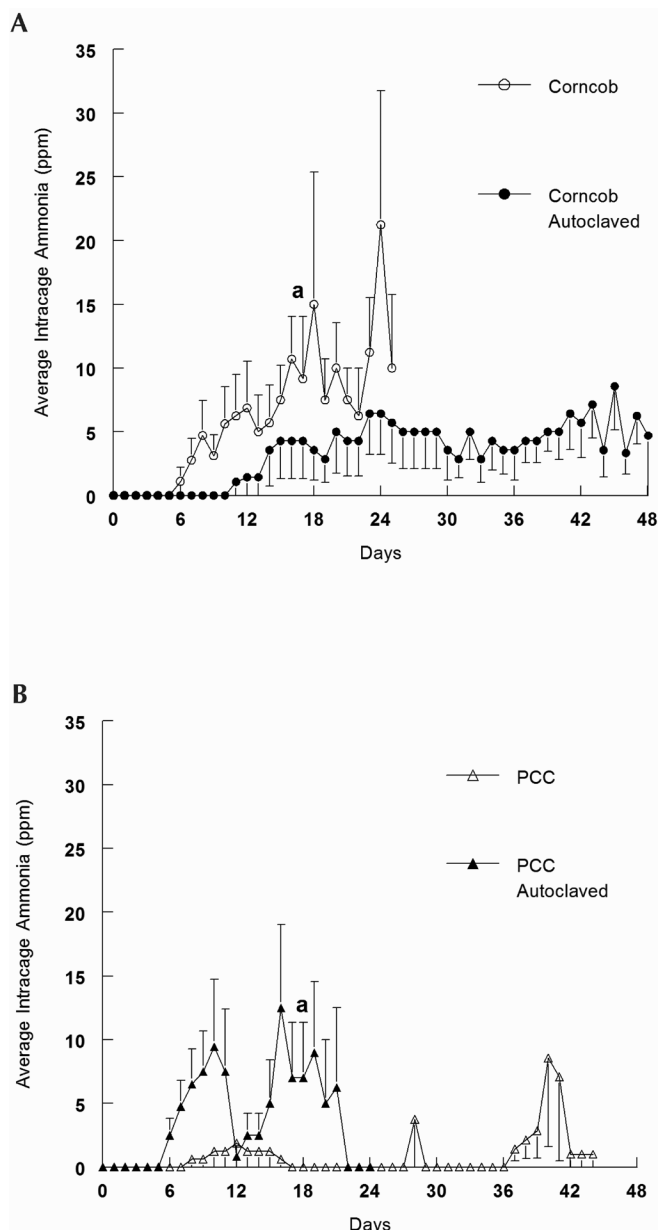 A
35
30
25
20
15
10
5
0
Average Intracage Ammonia (ppm)
Corncob
Corncob
Autoclaved
a
0 6 12 18 24 30 36 42 48
Days
B
35
30
25
20
15
10
5
0
Average Intracage Ammonia (ppm)
PCC
PCC
Autoclaved
a
0 6 12 18 24 30 36 42 48
Days